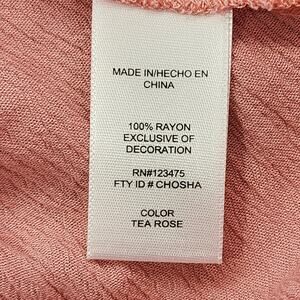 MADE IN/HECHO EN
CHINA
100% RAYON
EXCLUSIVE OF
DECORATION
RN#123475
FTY ID # CHOSHA
COLOR
TEA ROSE